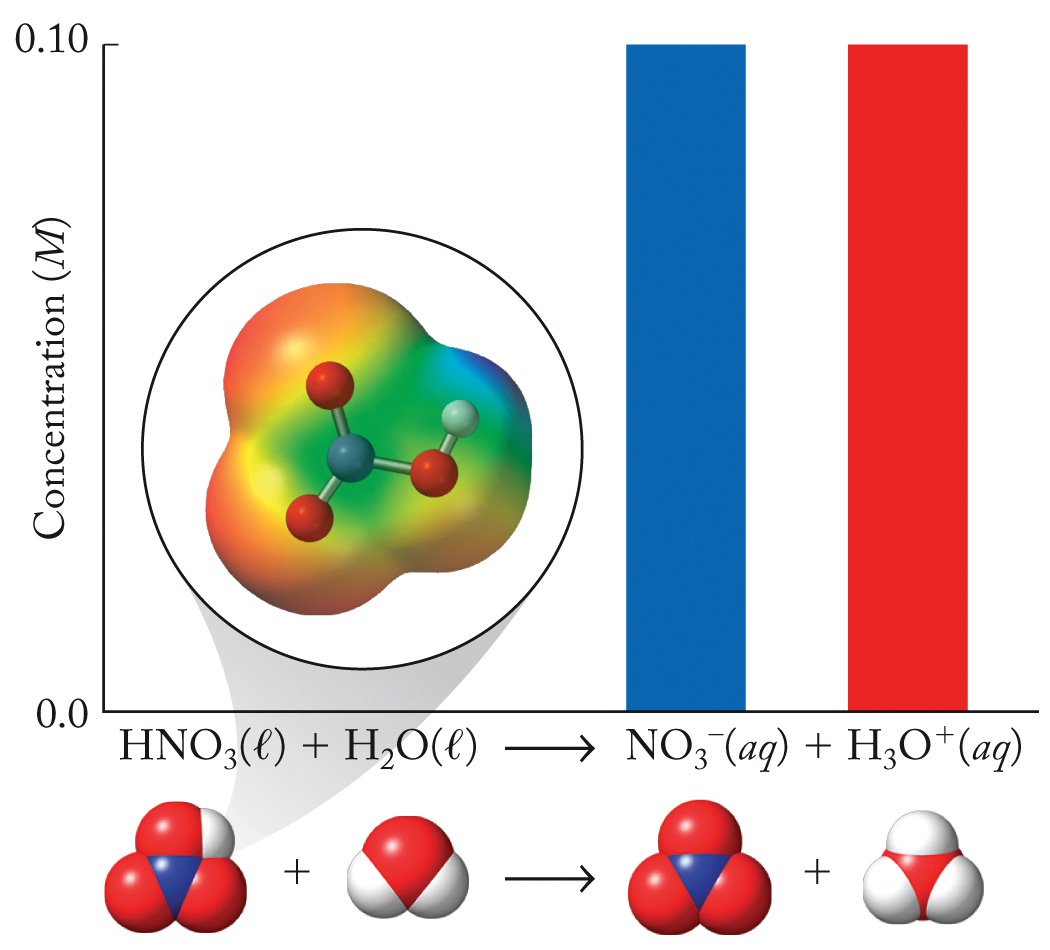 0.10
Concentration (M)
0.0
HNO₃(ℓ) + H₂O(ℓ) ⟶ NO₃⁻(aq) + H₃O⁺(aq)
+ ⟶ +